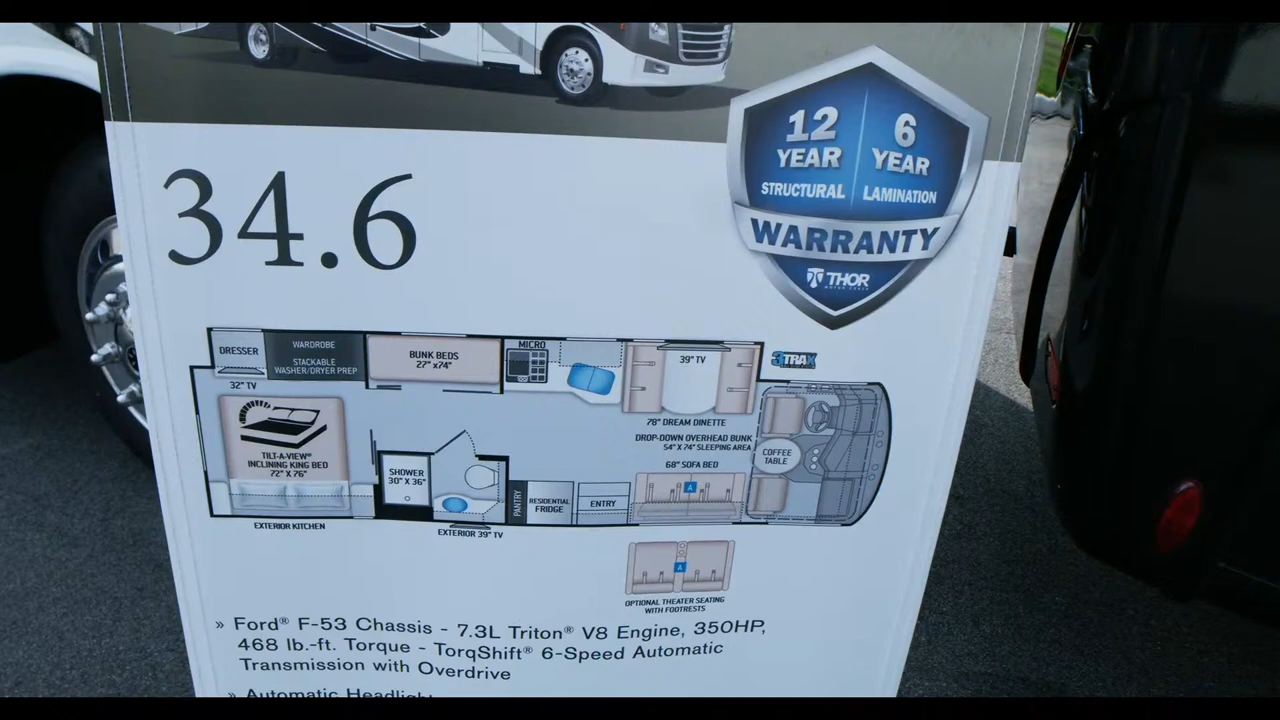 12
YEAR
STRUCTURAL
6
YEAR
LAMINATION
WARRANTY
THOR
34.6
DRESSER
WARDROBE
STACKABLE
WASHER/DRYER PREP
BUNK BEDS
27" x74"
MICRO
39" TV
3TRAX
32" TV
78" DREAM DINETTE
DROP-DOWN OVERHEAD BUNK
54" X 74" SLEEPING AREA
TILT-A-VIEW®
INCLINING KING BED
72" X 76"
SHOWER
30" X 36"
COFFEE
TABLE
68" SOFA BED
A
PANTRY
RESIDENTIAL
FRIDGE
ENTRY
EXTERIOR KITCHEN
EXTERIOR 39" TV
A
OPTIONAL THEATER SEATING
WITH FOOTRESTS
» Ford® F-53 Chassis - 7.3L Triton® V8 Engine, 350HP,
468 lb.-ft. Torque - TorqShift® 6-Speed Automatic
Transmission with Overdrive
» Automatic